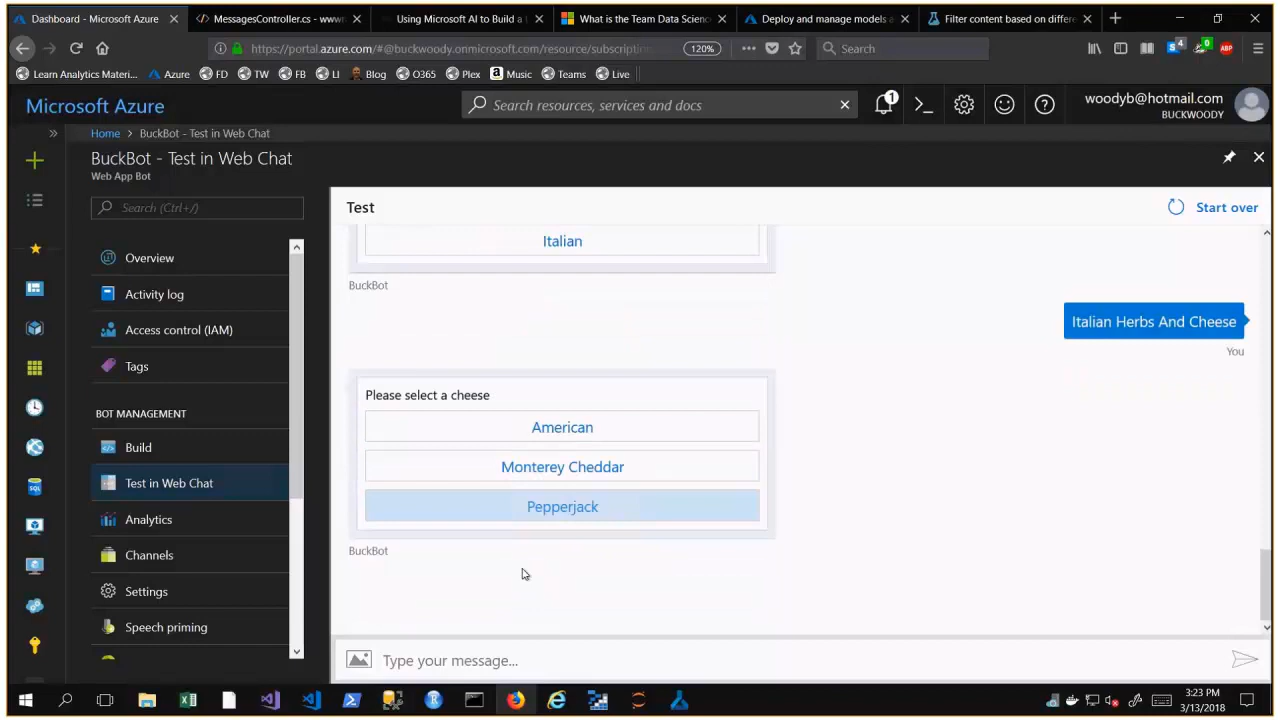 Dashboard - Microsoft Azure
MessagesController.cs - wwwr
Using Microsoft AI to Build a
What is the Team Data Scienc
Deploy and manage models a
Filter content based on differe
https://portal.azure.com/#@buckwoody.onmicrosoft.com/resource/subscriptio
120%
Search
4
0
ABP
Learn Analytics Materi...
Azure
FD
TW
FB
LI
Blog
O365
Plex
Music
Teams
Live
Microsoft Azure
Search resources, services and docs
1
woodyb@hotmail.com
BUCKWOODY
Home > BuckBot - Test in Web Chat
BuckBot - Test in Web Chat
Web App Bot
Search (Ctrl+/)
Overview
Activity log
Access control (IAM)
Tags
BOT MANAGEMENT
Build
Test in Web Chat
Analytics
Channels
Settings
Speech priming
Test
Start over
Italian
BuckBot
Italian Herbs And Cheese
You
Please select a cheese
American
Monterey Cheddar
Pepperjack
BuckBot
Type your message...
3:23 PM
3/13/2018